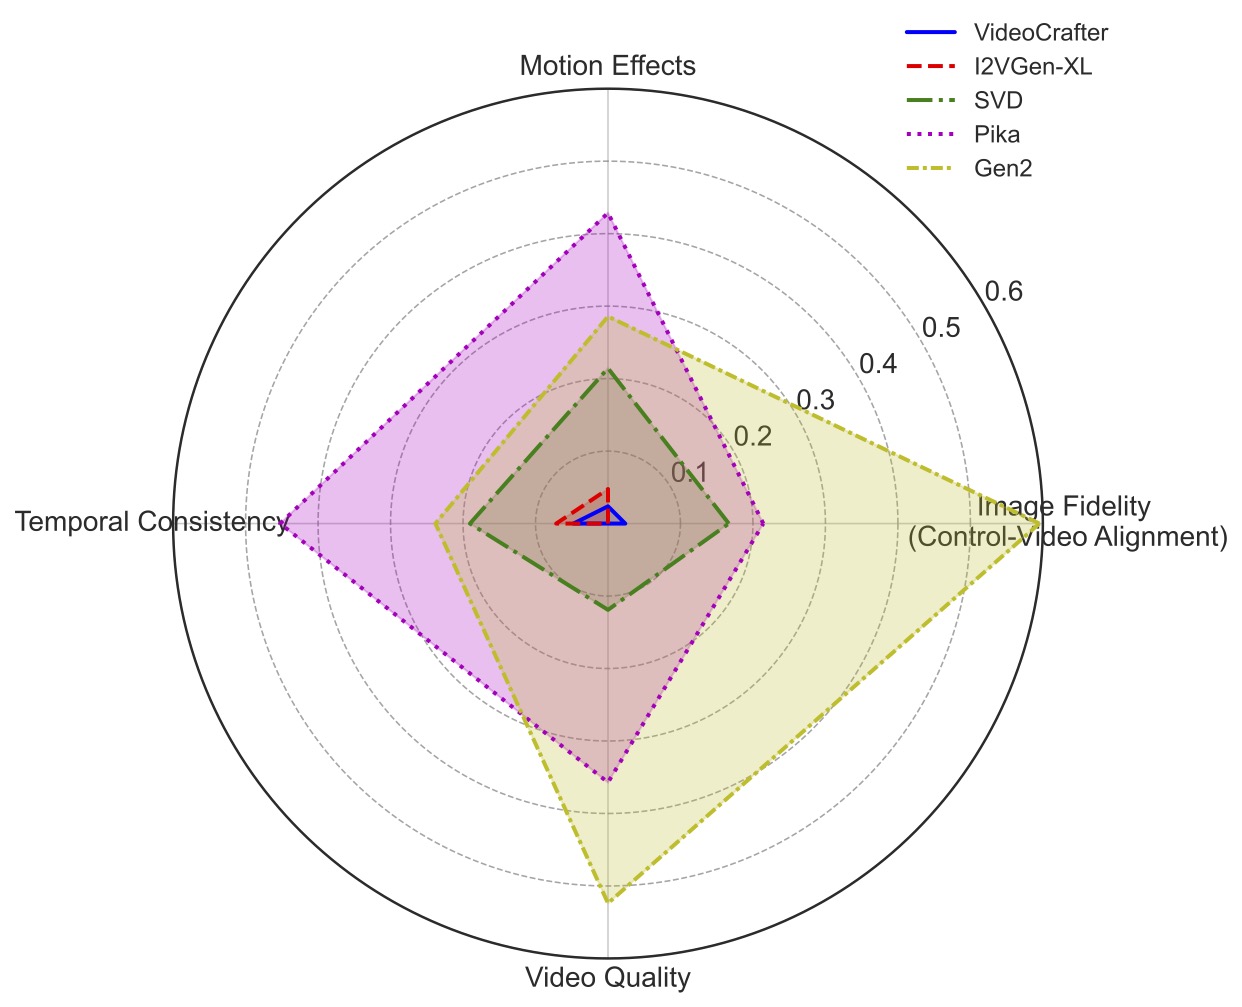 VideoCrafter
I2VGen-XL
SVD
Pika
Gen2
Motion Effects
0.6
0.5
0.4
0.3
0.2
0.1
Temporal Consistency
Image Fidelity
(Control-Video Alignment)
Video Quality